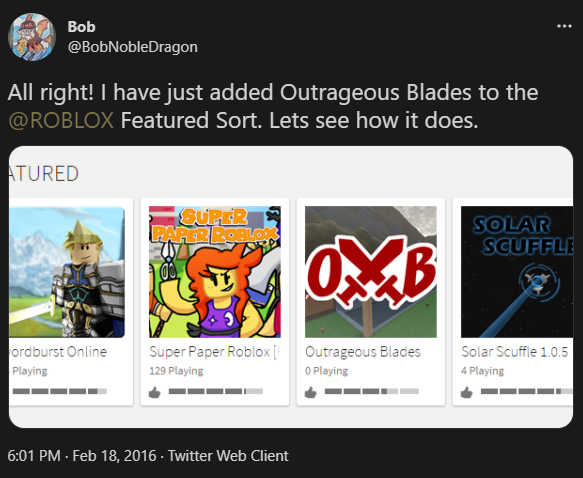 Bob
@BobNobleDragon
All right! I have just added Outrageous Blades to the
@ROBLOX Featured Sort. Lets see how it does.
ATURED
SUPER
PAPER ROBLOX
O B
SOLAR
SCUFFLE
wordburst Online
Super Paper Roblox [
Outrageous Blades
Solar Scuffle 1.0.5
Playing
129 Playing
0 Playing
4 Playing
6:01 PM · Feb 18, 2016 · Twitter Web Client